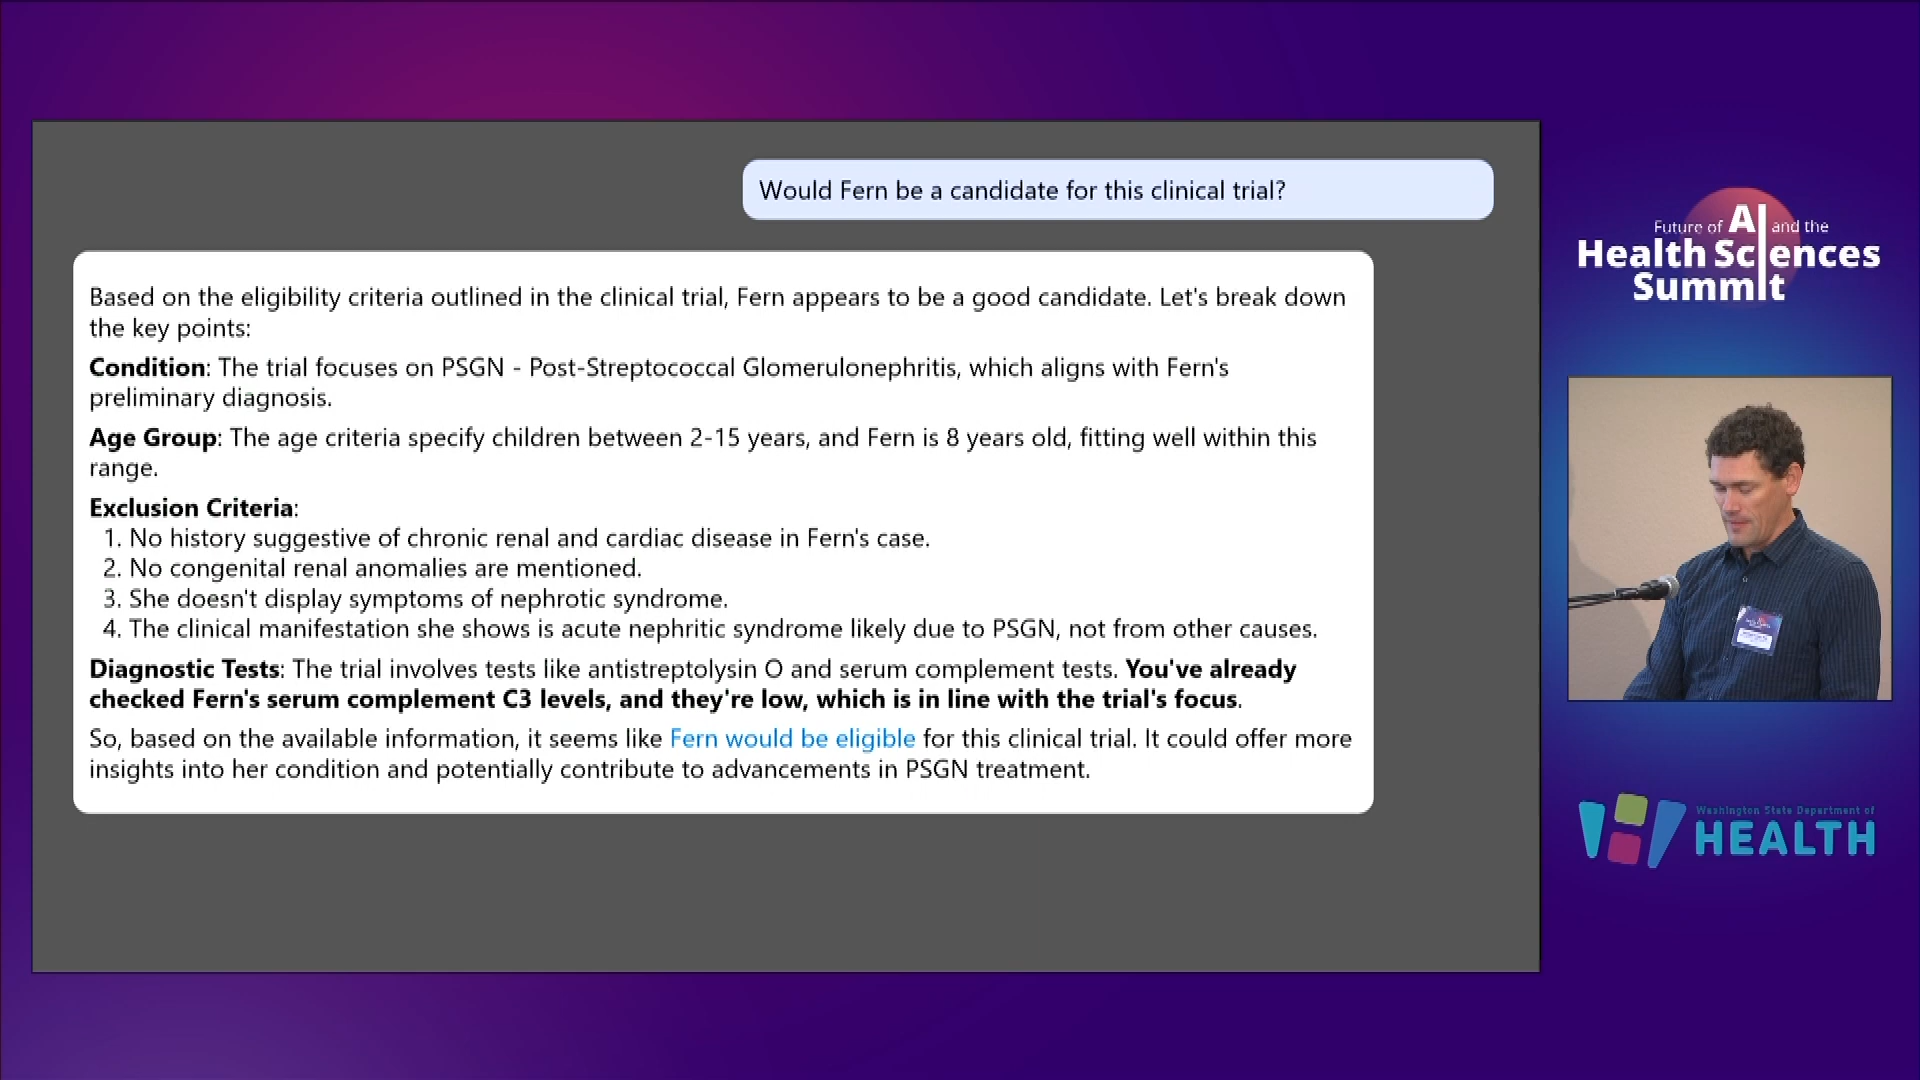 Would Fern be a candidate for this clinical trial?
Based on the eligibility criteria outlined in the clinical trial, Fern appears to be a good candidate. Let's break down
the key points:
Condition: The trial focuses on PSGN - Post-Streptococcal Glomerulonephritis, which aligns with Fern's
preliminary diagnosis.
Age Group: The age criteria specify children between 2-15 years, and Fern is 8 years old, fitting well within this
range.
Exclusion Criteria:
1. No history suggestive of chronic renal and cardiac disease in Fern's case.
2. No congenital renal anomalies are mentioned.
3. She doesn't display symptoms of nephrotic syndrome.
4. The clinical manifestation she shows is acute nephritic syndrome likely due to PSGN, not from other causes.
Diagnostic Tests: The trial involves tests like antistreptolysin O and serum complement tests. You've already
checked Fern's serum complement C3 levels, and they're low, which is in line with the trial's focus.
So, based on the available information, it seems like Fern would be eligible for this clinical trial. It could offer more
insights into her condition and potentially contribute to advancements in PSGN treatment.
Future of AI and the
Health Sciences
Summit
Washington State Department of
HEALTH